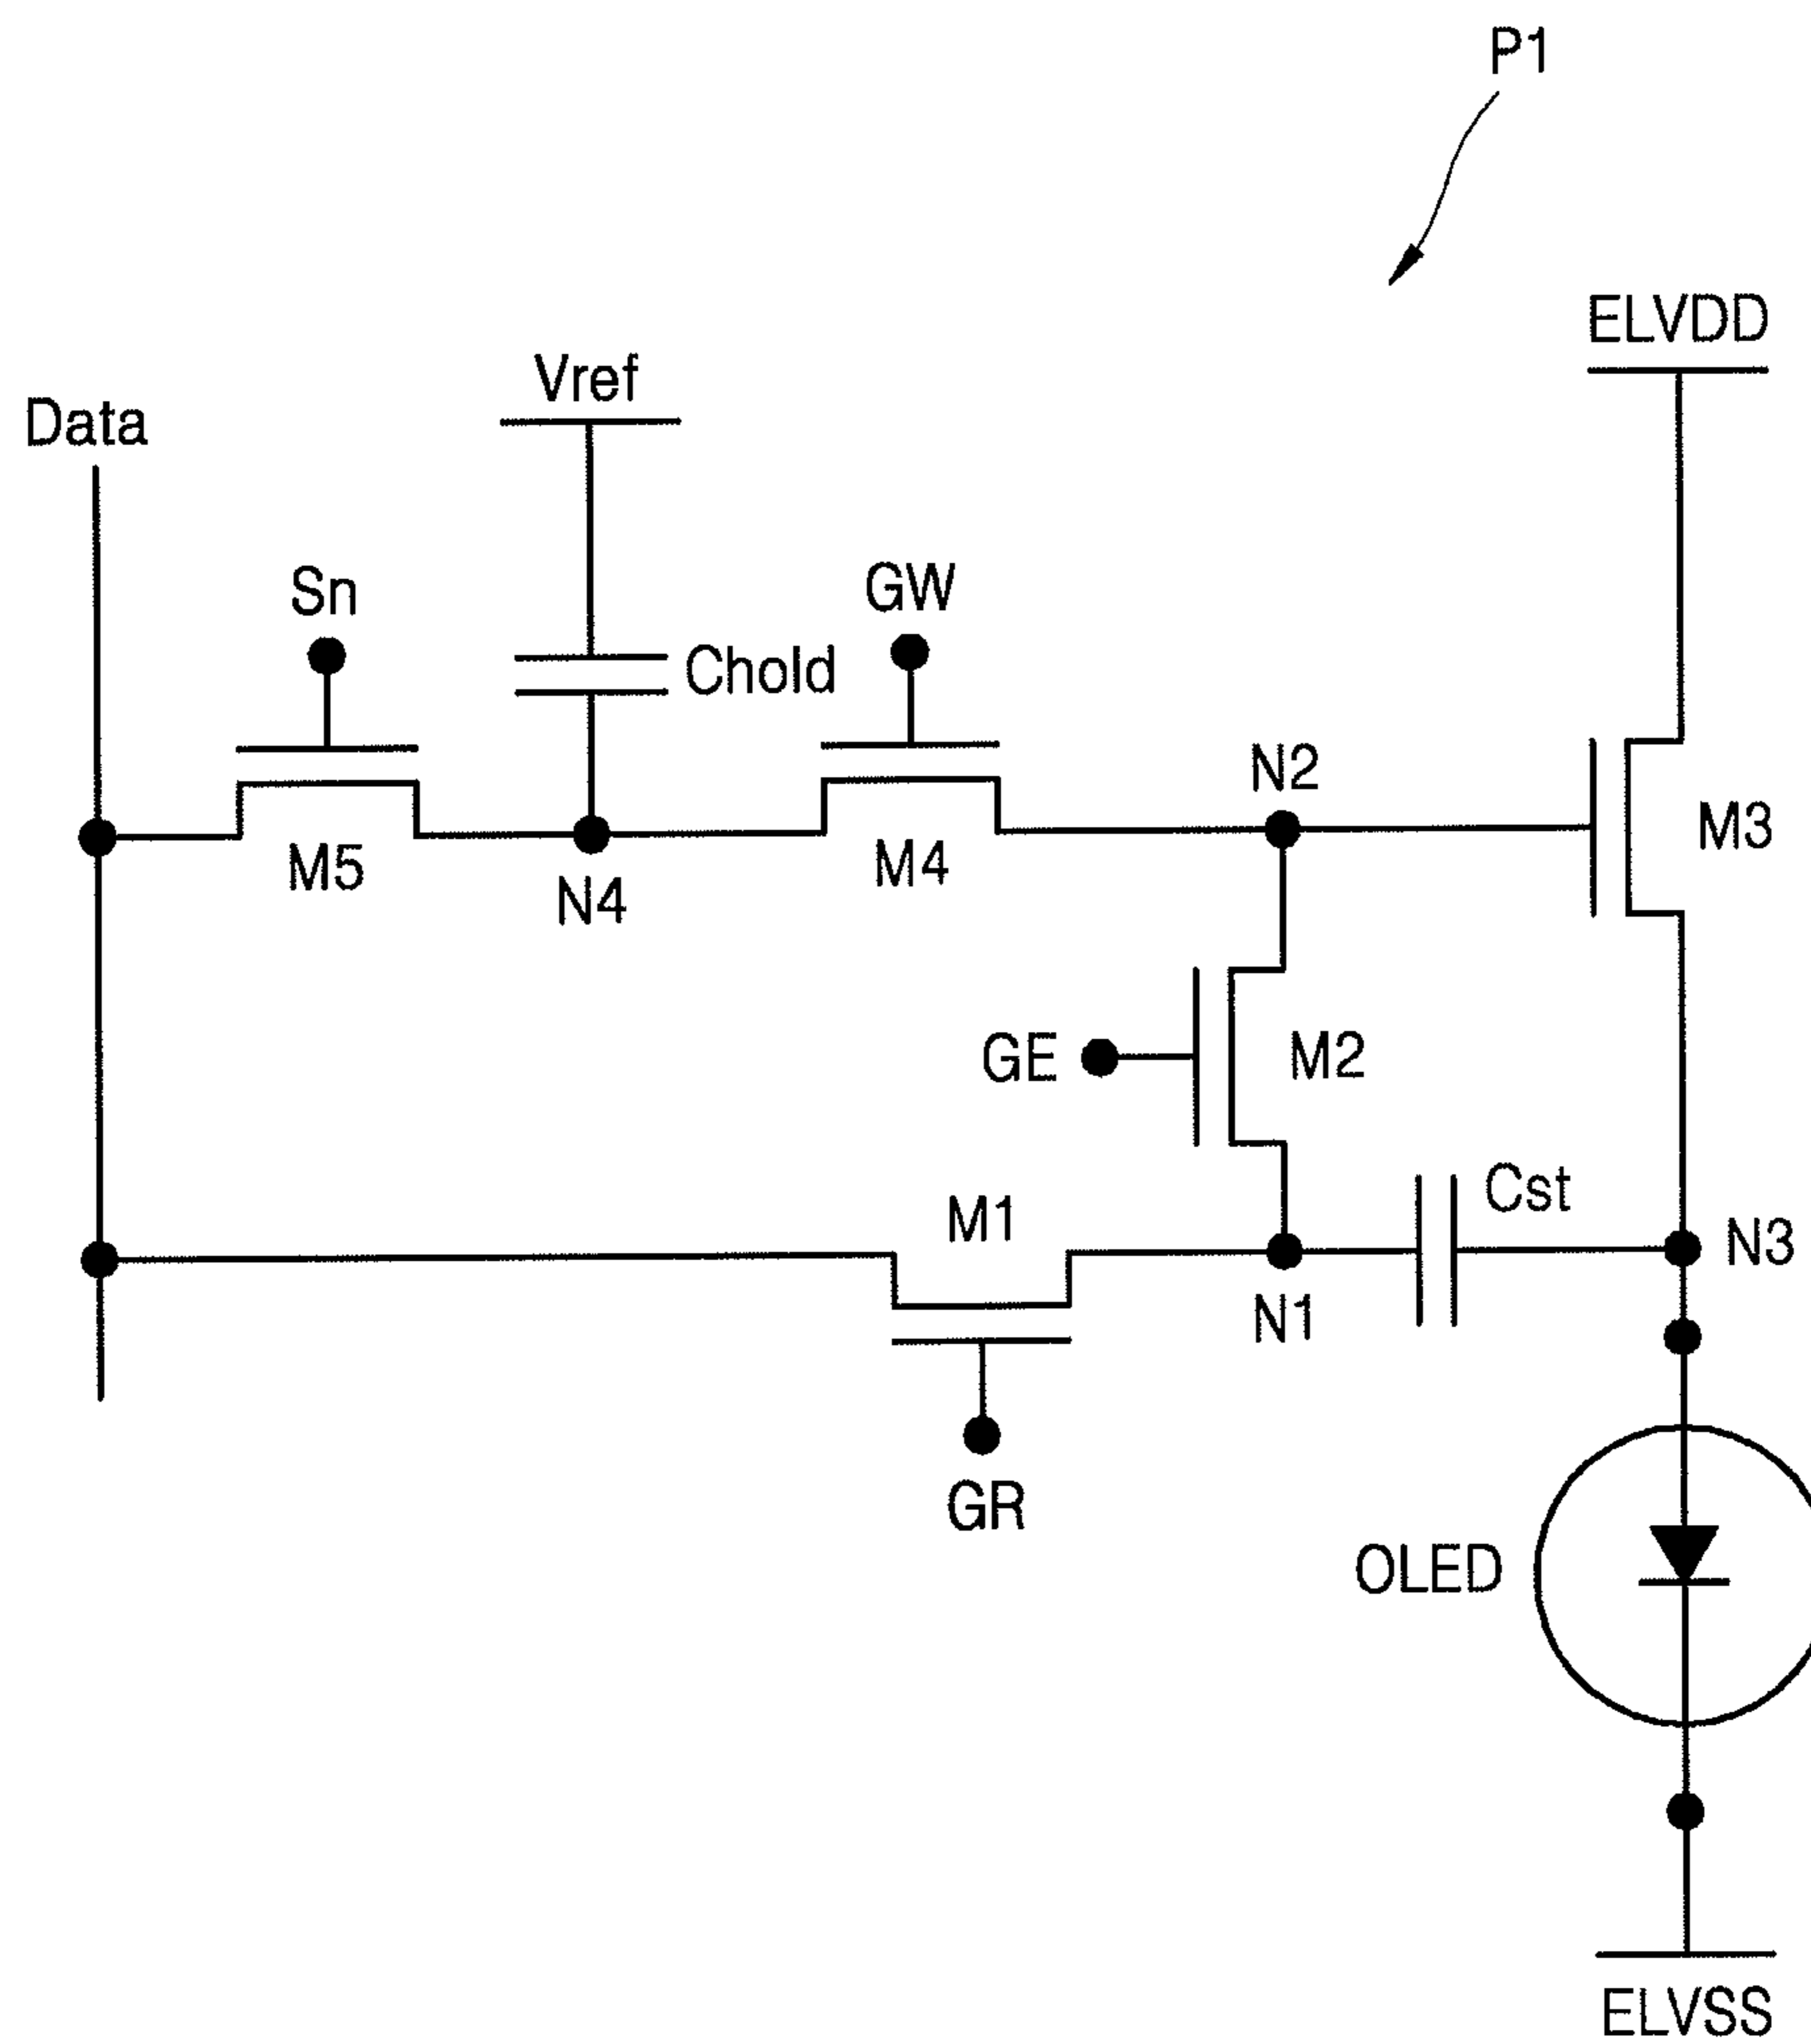 P1
ELVDD
Vref
Data
Sn
GW
Chold
N2
M3
M5
M4
N4
GE
M2
Cst
M1
N3
N1
GR
OLED
ELVSS